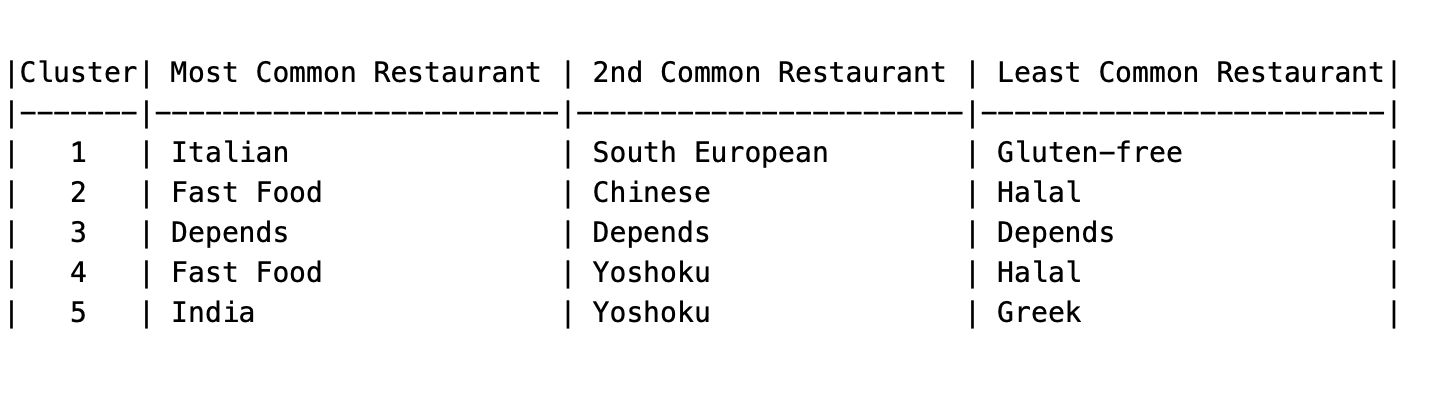 |Cluster| Most Common Restaurant | 2nd Common Restaurant | Least Common Restaurant|
|-------|------------------------|-----------------------|------------------------|
|   1   | Italian                | South European        | Gluten-free            |
|   2   | Fast Food              | Chinese               | Halal                  |
|   3   | Depends                | Depends               | Depends                |
|   4   | Fast Food              | Yoshoku               | Halal                  |
|   5   | India                  | Yoshoku               | Greek                  |